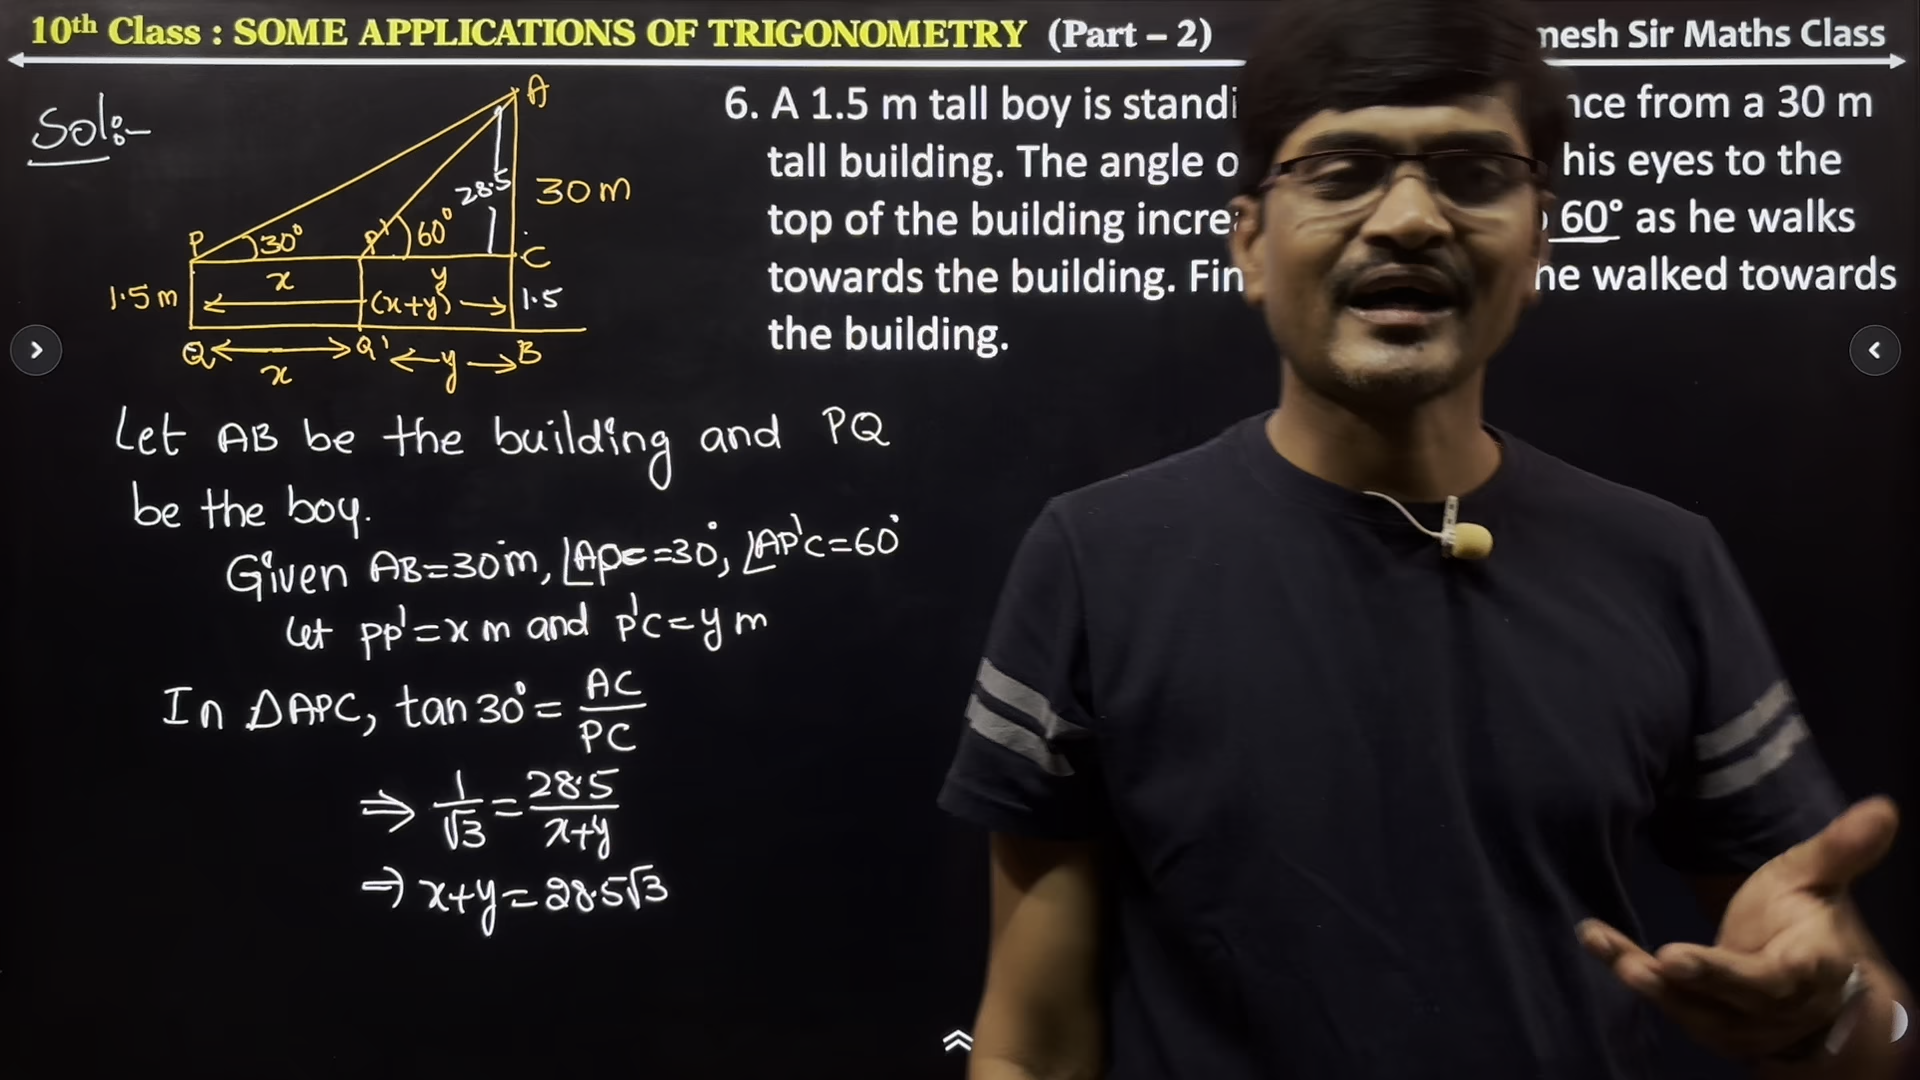 10th Class : SOME APPLICATIONS OF TRIGONOMETRY (Part – 2)
mesh Sir Maths Class
6. A 1.5 m tall boy is nce from a 30 m
tall building. The angle his eyes to the
top of the building 60° as he walks
towards the building. he walked towards
the building.
Sol:-
A
28.5
30 m
P 30° P' 60° C
x y
1.5 m (x+y) 1.5
Q Q' B
x y
Let AB be the building and PQ
be the boy.
Given AB=30m, ∠APC=30°, ∠AP'C=60°
Let PP'=x m and P'C=y m
In ΔAPC, tan 30° = AC/PC
⇒ 1/√3 = 28.5/x+y
⇒ x+y = 28.5√3